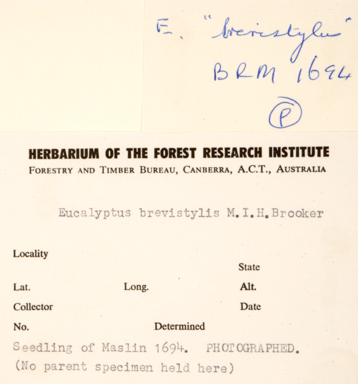 E. "brevistylis"
BRM 1694
P
HERBARIUM OF THE FOREST RESEARCH INSTITUTE
FORESTRY AND TIMBER BUREAU, CANBERRA, A.C.T., AUSTRALIA
Eucalyptus brevistylis M.I.H.Brooker
Locality
State
Lat. Long. Alt.
Collector Date
No. Determined
Seedling of Maslin 1694. PHOTOGRAPHED.
(No parent specimen held here)